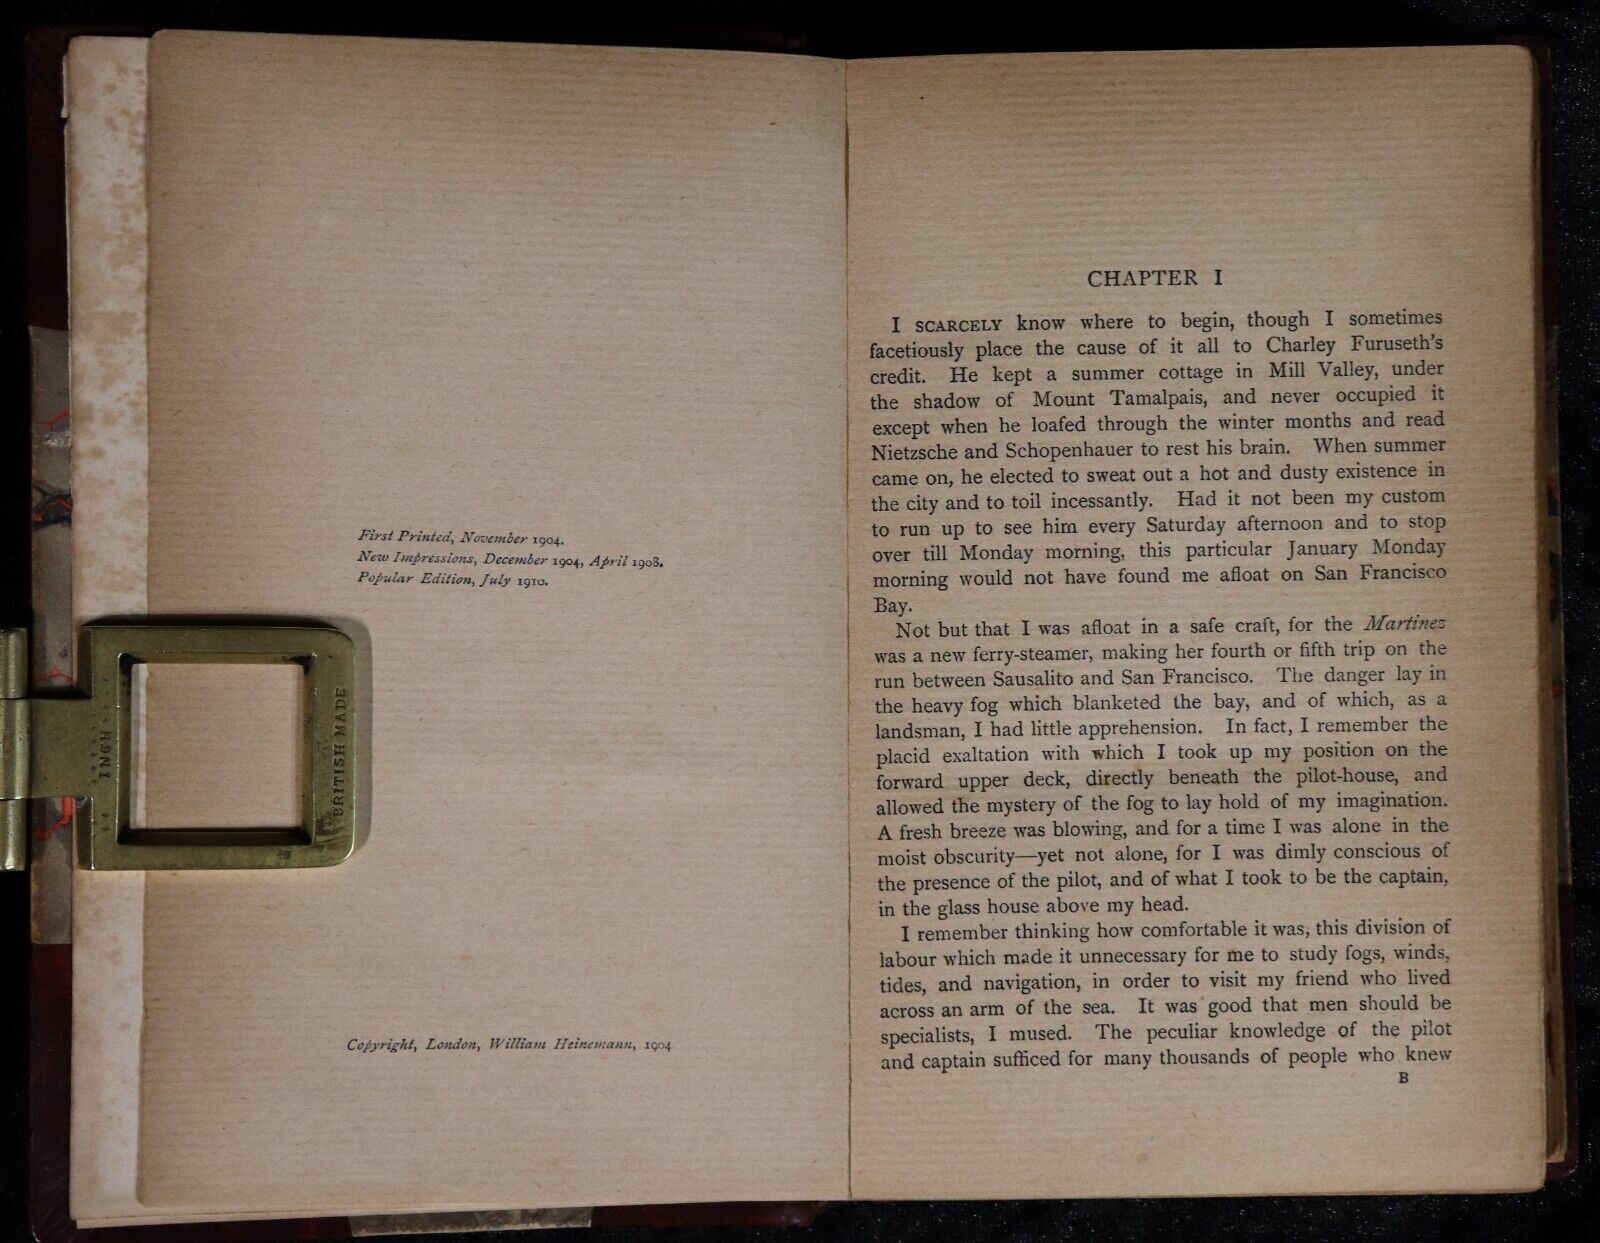 First Printed, November 1904.
New Impressions, December 1904, April 1908.
Popular Edition, July 1910.
INGH
BRITISH MADE
Copyright, London, William Heinemann, 1904
CHAPTER I
I SCARCELY know where to begin, though I sometimes
facetiously place the cause of it all to Charley Furuseth's
credit. He kept a summer cottage in Mill Valley, under
the shadow of Mount Tamalpais, and never occupied it
except when he loafed through the winter months and read
Nietzsche and Schopenhauer to rest his brain. When summer
came on, he elected to sweat out a hot and dusty existence in
the city and to toil incessantly. Had it not been my custom
to run up to see him every Saturday afternoon and to stop
over till Monday morning, this particular January Monday
morning would not have found me afloat on San Francisco
Bay.
Not but that I was afloat in a safe craft, for the Martinez
was a new ferry-steamer, making her fourth or fifth trip on the
run between Sausalito and San Francisco. The danger lay in
the heavy fog which blanketed the bay, and of which, as a
landsman, I had little apprehension. In fact, I remember the
placid exaltation with which I took up my position on the
forward upper deck, directly beneath the pilot-house, and
allowed the mystery of the fog to lay hold of my imagination.
A fresh breeze was blowing, and for a time I was alone in the
moist obscurity—yet not alone, for I was dimly conscious of
the presence of the pilot, and of what I took to be the captain,
in the glass house above my head.
I remember thinking how comfortable it was, this division of
labour which made it unnecessary for me to study fogs, winds,
tides, and navigation, in order to visit my friend who lived
across an arm of the sea. It was good that men should be
specialists, I mused. The peculiar knowledge of the pilot
and captain sufficed for many thousands of people who knew
B